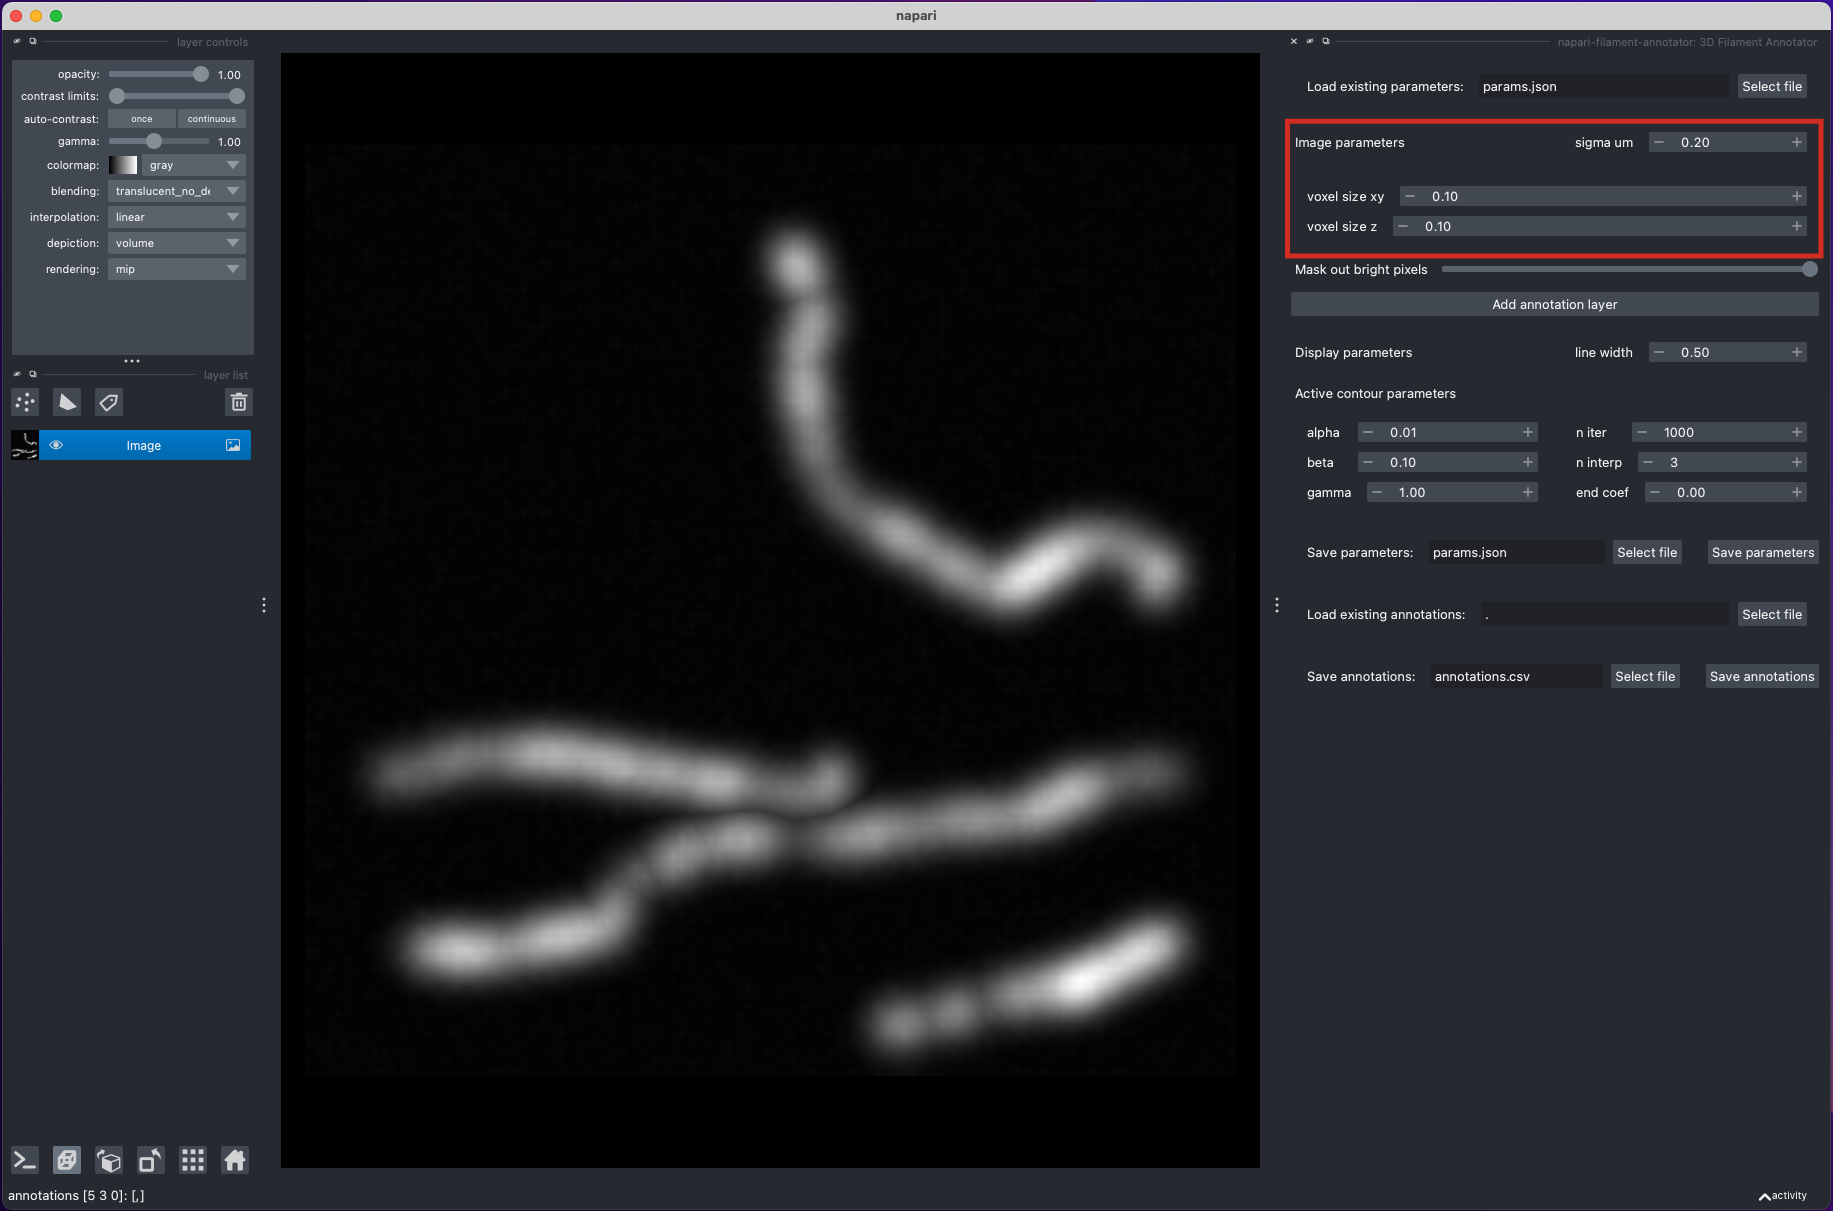 napari
layer controls
opacity: 1.00
contrast limits:
auto-contrast: once continuous
gamma: 1.00
colormap: gray
blending: translucent_no_de
interpolation: linear
depiction: volume
rendering: mip
layer list
Image
annotations [5 3 0]: [,]
napari-filament-annotator: 3D Filament Annotator
Load existing parameters: params.json Select file
Image parameters sigma um 0.20
voxel size xy 0.10
voxel size z 0.10
Mask out bright pixels
Add annotation layer
Display parameters line width 0.50
Active contour parameters
alpha 0.01 n iter 1000
beta 0.10 n interp 3
gamma 1.00 end coef 0.00
Save parameters: params.json Select file Save parameters
Load existing annotations: . Select file
Save annotations: annotations.csv Select file Save annotations
activity